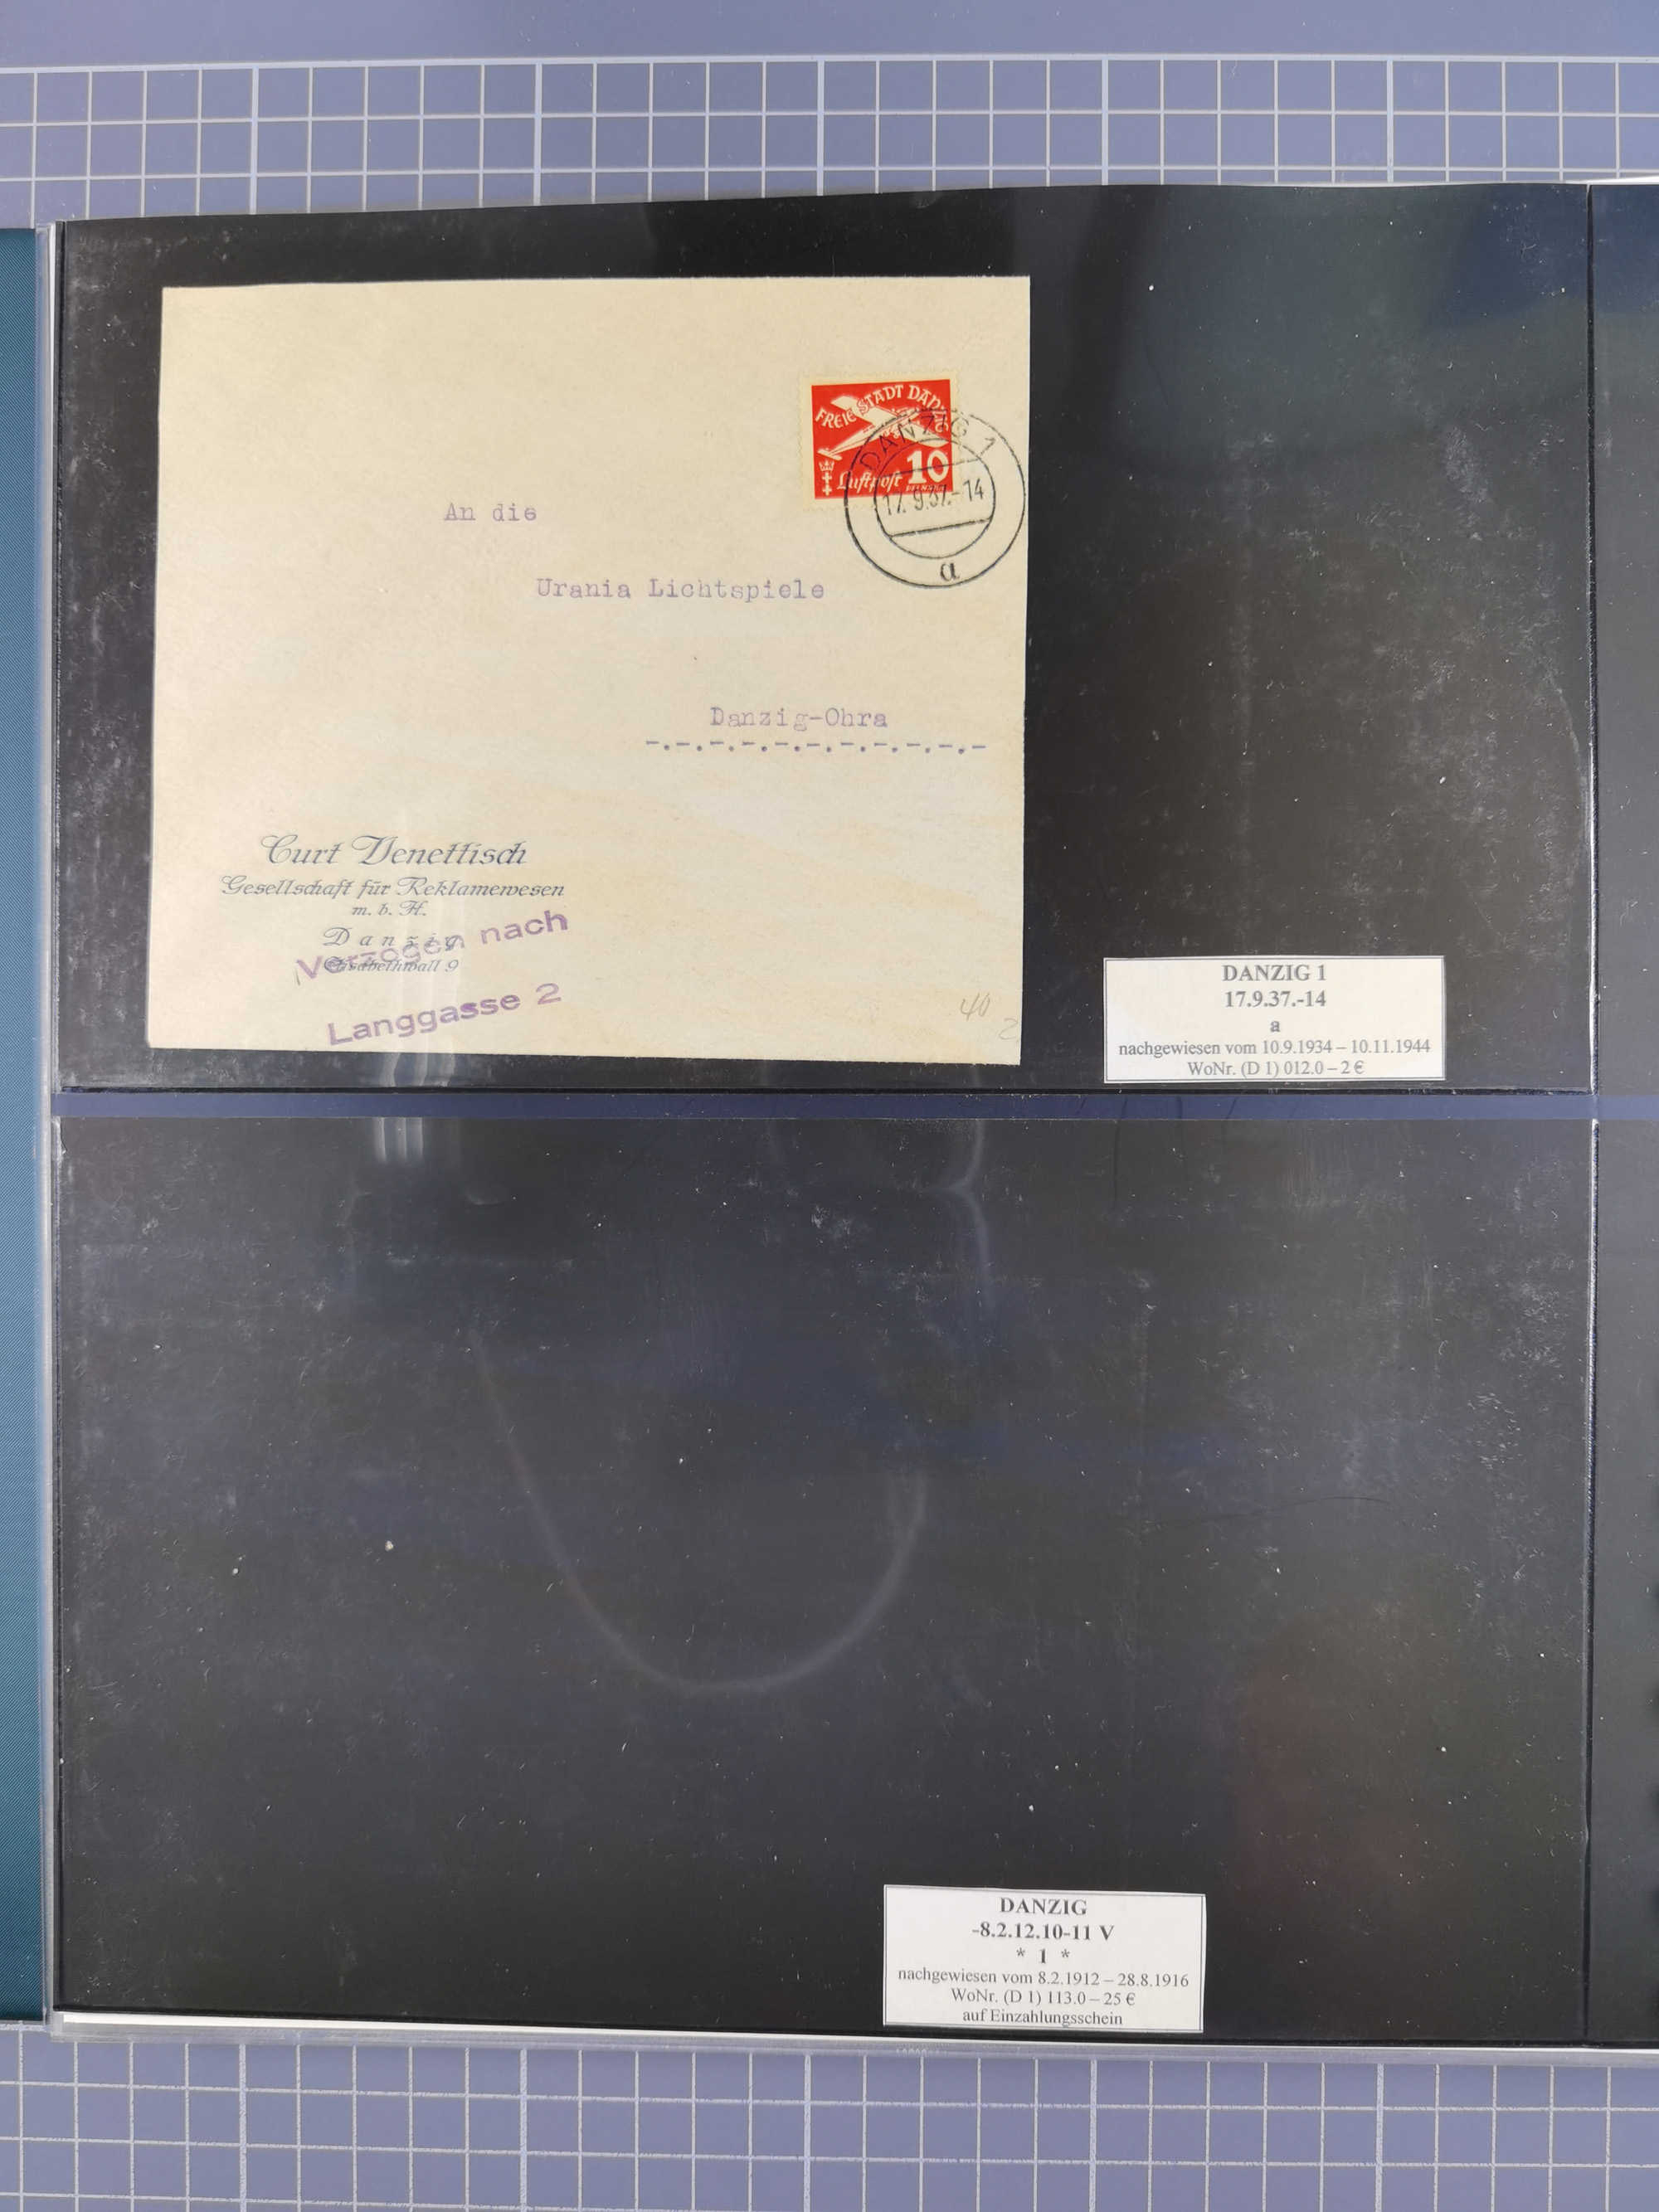 FREIE STADT DANZIG
Luftpost 10
DANZIG 1
17.9.37.-14
a
An die
Urania Lichtspiele
Danzig-Ohra
-.-.-.-.-.-.-.-.-.-.-
Curt Venettisch
Gesellschaft für Reklamewesen
m. b. H.
Danzig
Elisabethwall 9
Verzogen nach
Langgasse 2
40
2
DANZIG 1
17.9.37.-14
a
nachgewiesen vom 10.9.1934 – 10.11.1944
WoNr. (D 1) 012.0 – 2 €
DANZIG
-8.2.12.10-11 V
* 1 *
nachgewiesen vom 8.2.1912 – 28.8.1916
WoNr. (D 1) 113.0 – 25 €
auf Einzahlungsschein